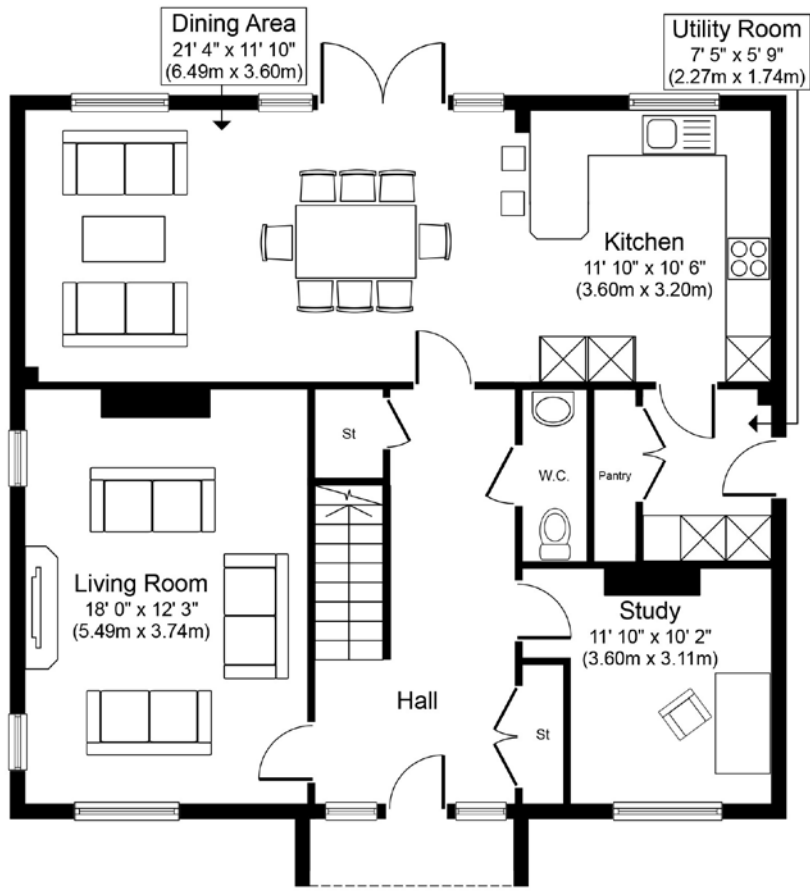 Dining Area
21' 4" x 11' 10"
(6.49m x 3.60m)
Utility Room
7' 5" x 5' 9"
(2.27m x 1.74m)
Kitchen
11' 10" x 10' 6"
(3.60m x 3.20m)
St
W.C.
Pantry
Living Room
18' 0" x 12' 3"
(5.49m x 3.74m)
Study
11' 10" x 10' 2"
(3.60m x 3.11m)
Hall
St